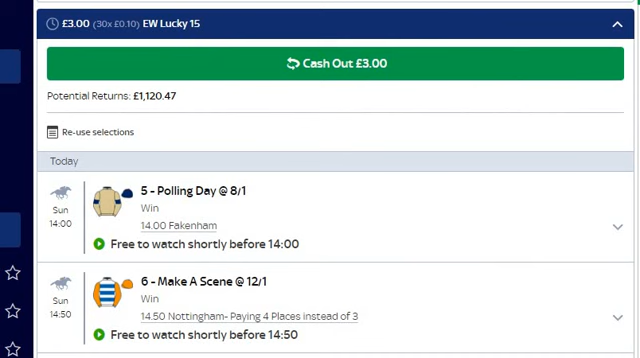 £3.00 (30x £0.10) EW Lucky 15
Cash Out £3.00
Potential Returns: £1,120.47
Re-use selections
Today
5 - Polling Day @ 8/1
Sun
Win
14:00
14.00 Fakenham
Free to watch shortly before 14:00
6 - Make A Scene @ 12/1
Sun
Win
14:50
14.50 Nottingham- Paying 4 Places instead of 3
Free to watch shortly before 14:50